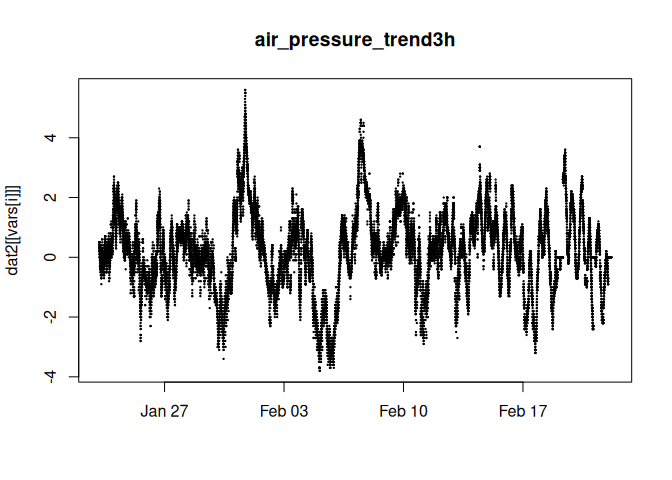 air_pressure_trend3h
dat2[[vars[i]]]
4
2
0
-2
-4
Jan 27
Feb 03
Feb 10
Feb 17